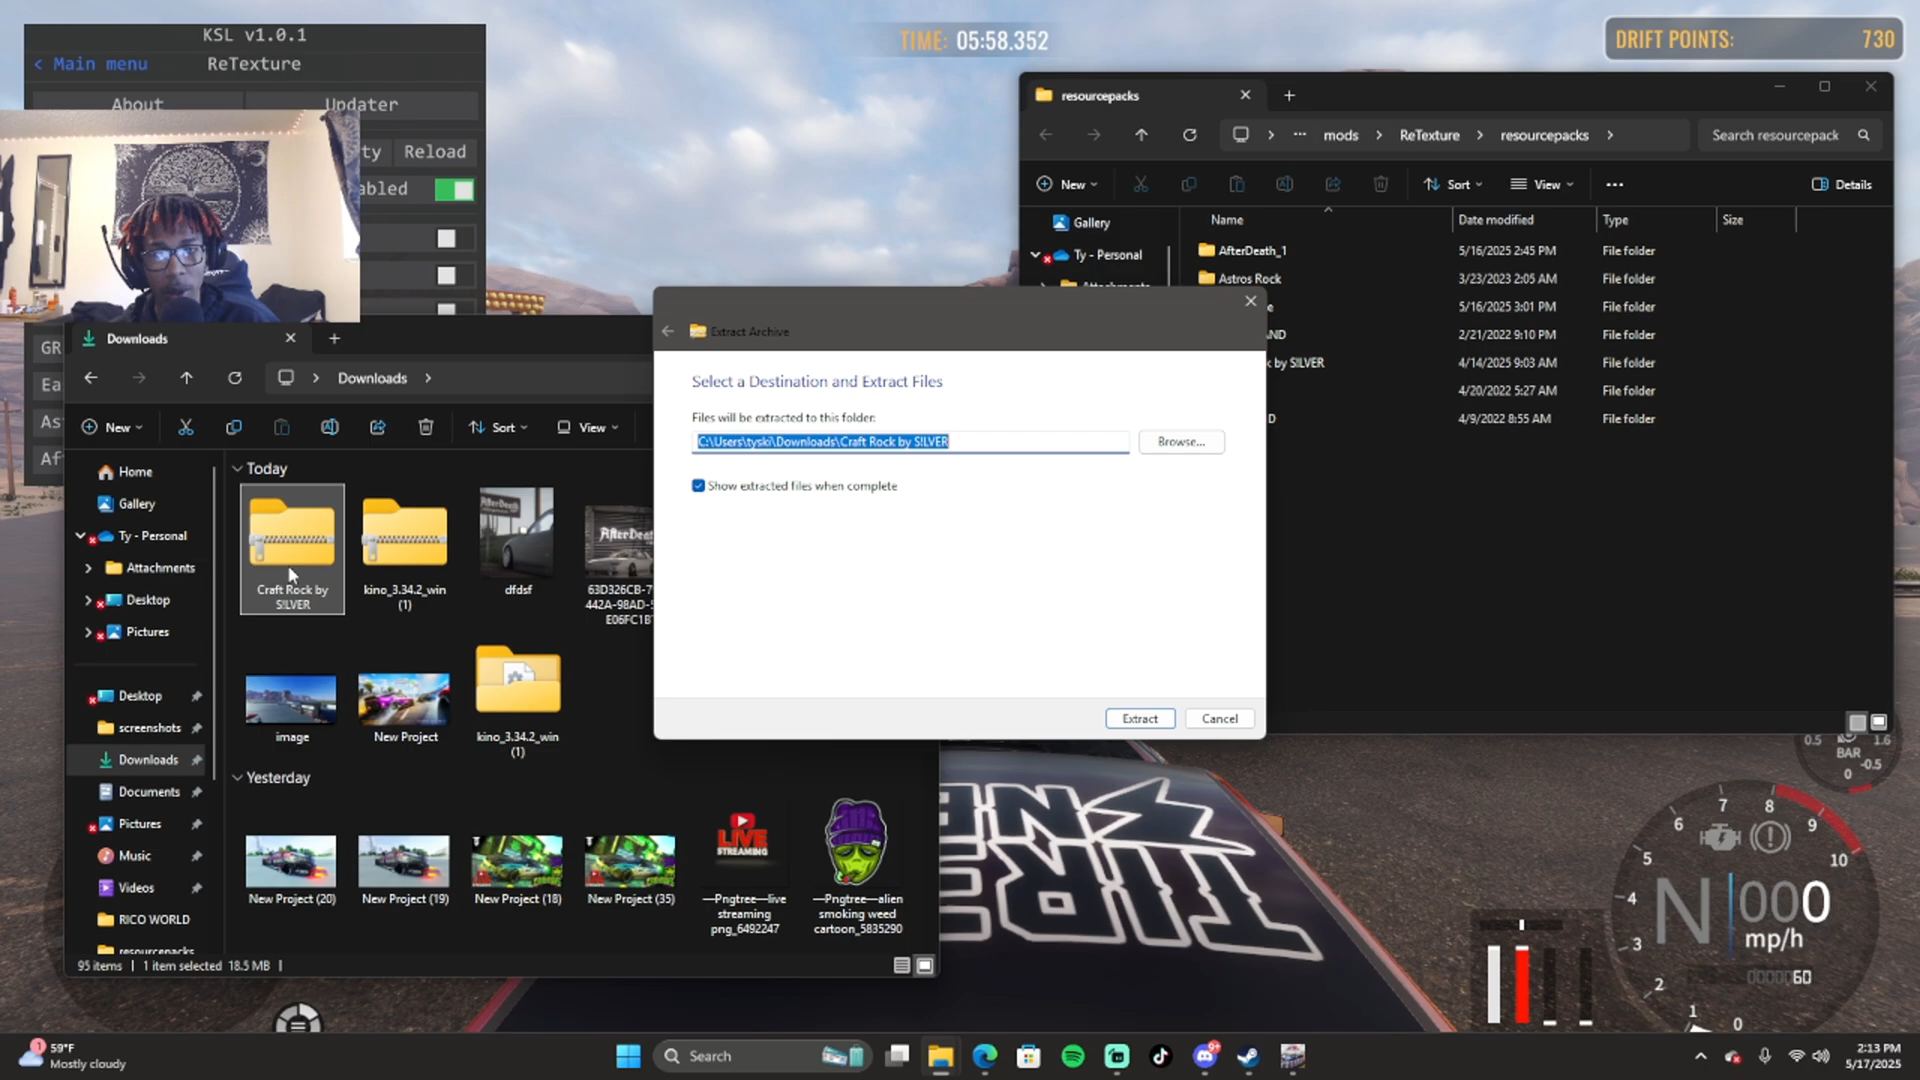 KSL v1.0.1
< Main menu
ReTexture
About
Updater
ty
Reload
abled
GR
Ea
As
Af
TIME: 05:58.352
DRIFT POINTS: 730
resourcepacks
mods
ReTexture
resourcepacks
Search resourcepack
New
Sort
View
Details
Gallery
Ty - Personal
Name
Date modified
Type
Size
AfterDeath_1
5/16/2025 2:45 PM
File folder
Astros Rock
3/23/2023 2:05 AM
File folder
e
5/16/2025 3:01 PM
File folder
AND
2/21/2022 9:10 PM
File folder
k by S!LVER
4/14/2025 9:03 AM
File folder
4/20/2022 5:27 AM
File folder
D
4/9/2022 8:55 AM
File folder
Extract Archive
Select a Destination and Extract Files
Files will be extracted to this folder:
C:\Users\tyski\Downloads\Craft Rock by S!LVER
Browse...
Show extracted files when complete
Extract
Cancel
Downloads
Downloads
New
Sort
View
Home
Gallery
Ty - Personal
Attachments
Desktop
Pictures
Desktop
screenshots
Downloads
Documents
Pictures
Music
Videos
RICO WORLD
resourcepacks
Today
Craft Rock by
S!LVER
kino_3.34.2_win
(1)
AfterDeath
dfdsf
AfterDeat
63D326CB-7
442A-98AD-5
E06FC1B
image
New Project
kino_3.34.2_win
(1)
Yesterday
New Project (20)
New Project (19)
New Project (18)
New Project (35)
LIVE
STREAMING
—Pngtree—live
streaming
png_6492247
—Pngtree—alien
smoking weed
cartoon_5835290
95 items
1 item selected 18.5 MB
0.5
BAR
1.6
-0.5
0
7
8
6
9
5
10
4
3
2
1
0
N
000
mp/h
0000060
1
59°F
Mostly cloudy
Search
9+
2:13 PM
5/17/2025